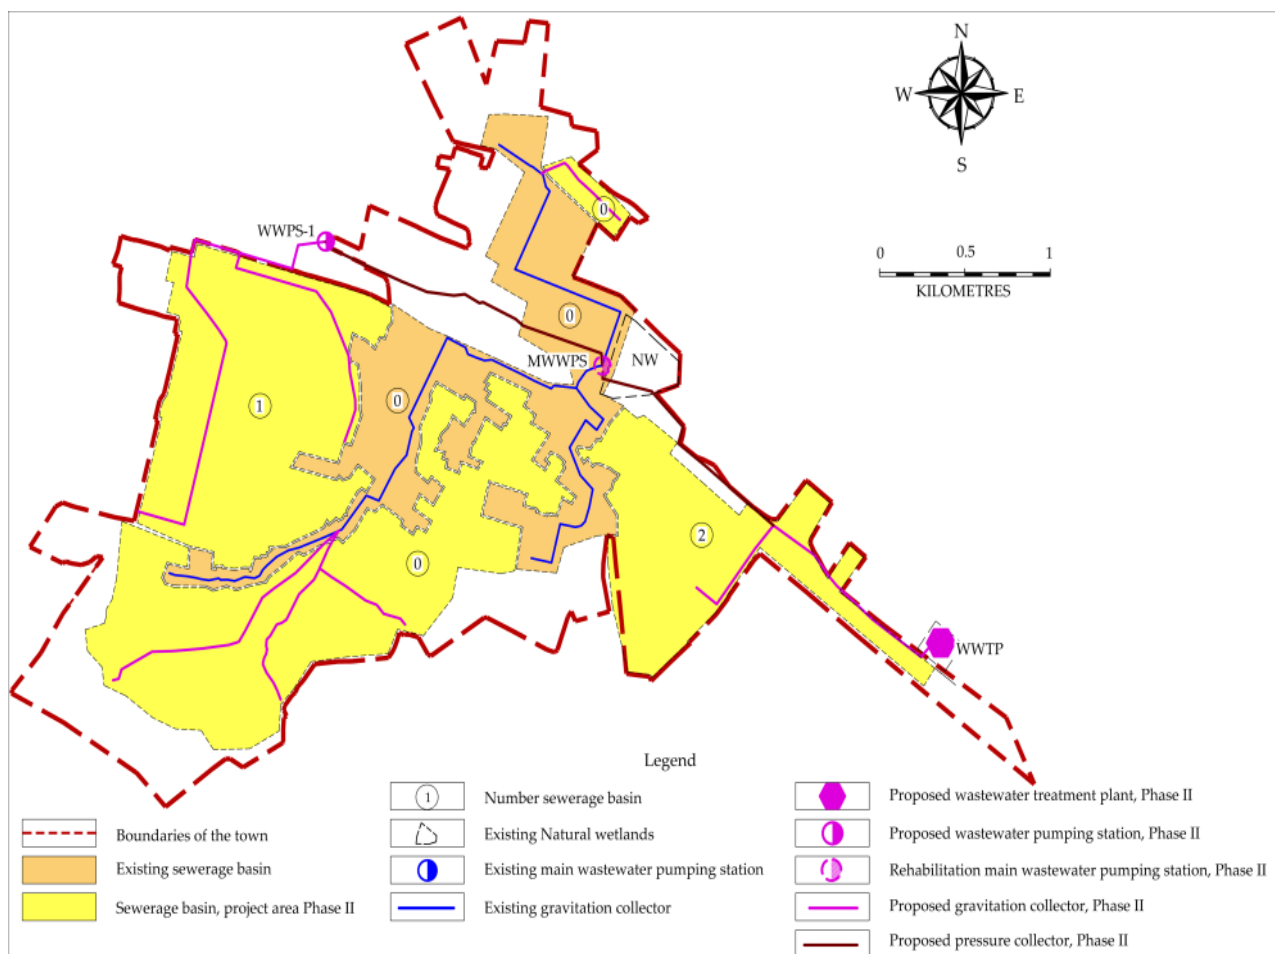 N
W E
S
0
WWPS-1
0 0.5 1
KILOMETRES
0
MWWPS NW
1
0
2
0
WWTP
Legend
1 Number sewerage basin
Proposed wastewater treatment plant, Phase II
Boundaries of the town
Existing Natural wetlands
Proposed wastewater pumping station, Phase II
Existing sewerage basin
Existing main wastewater pumping station
Rehabilitation main wastewater pumping station, Phase II
Sewerage basin, project area Phase II
Existing gravitation collector
Proposed gravitation collector, Phase II
Proposed pressure collector, Phase II